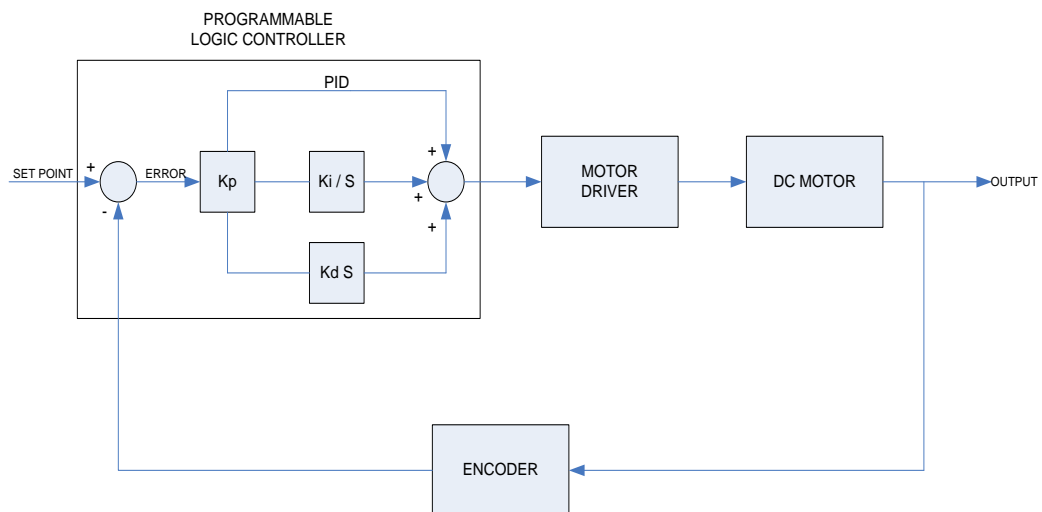 PROGRAMMABLE
LOGIC CONTROLLER
PID
+
+
SET POINT
ERROR
Kp
Ki / S
+
MOTOR
DRIVER
DC MOTOR
OUTPUT
-
+
Kd S
ENCODER